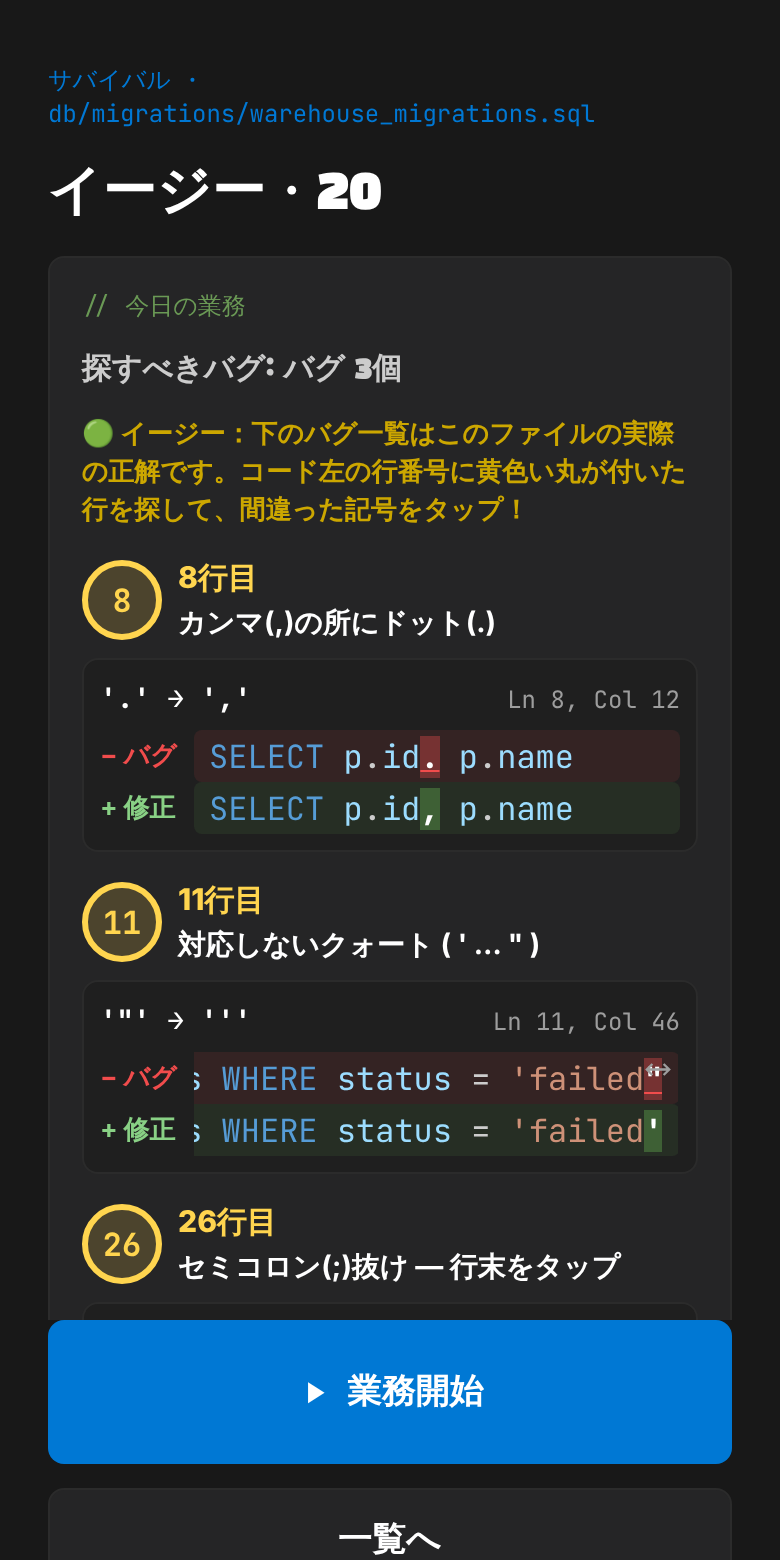 サバイバル ・
db/migrations/warehouse_migrations.sql
イージー · 20
// 今日の業務
探すべきバグ: バグ 3個
🟢 イージー：下のバグ一覧はこのファイルの実際
の正解です。コード左の行番号に黄色い丸が付いた
行を探して、間違った記号をタップ！
8
8行目
カンマ(,)の所にドット(.)
'.' → ','
Ln 8, Col 12
− バグ
SELECT p.id. p.name
+ 修正
SELECT p.id, p.name
11
11行目
対応しないクォート ( ' ... " )
'"' → '''
Ln 11, Col 46
− バグ
s WHERE status = 'failed"
+ 修正
s WHERE status = 'failed'
26
26行目
セミコロン(;)抜け — 行末をタップ
▶ 業務開始
一覧へ